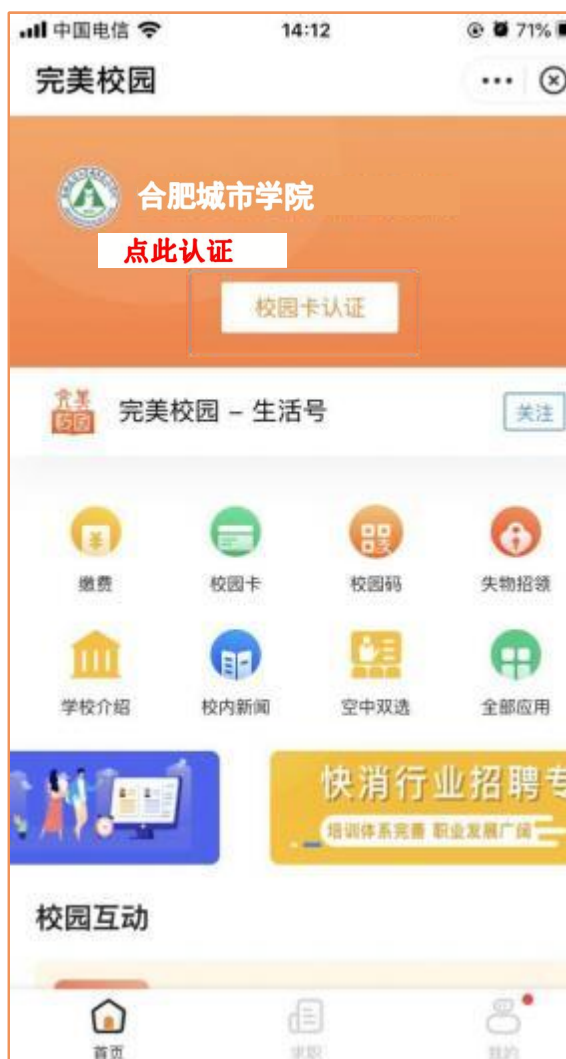 中国电信 14:12 71%
完美校园
合肥城市学院
点此认证
校园卡认证
完美校园
完美校园 – 生活号 关注
缴费 校园卡 校园码 失物招领
学校介绍 校内新闻 空中双选 全部应用
快消行业招聘专
培训体系完善 职业发展广阔
校园互动
首页 求职 我的